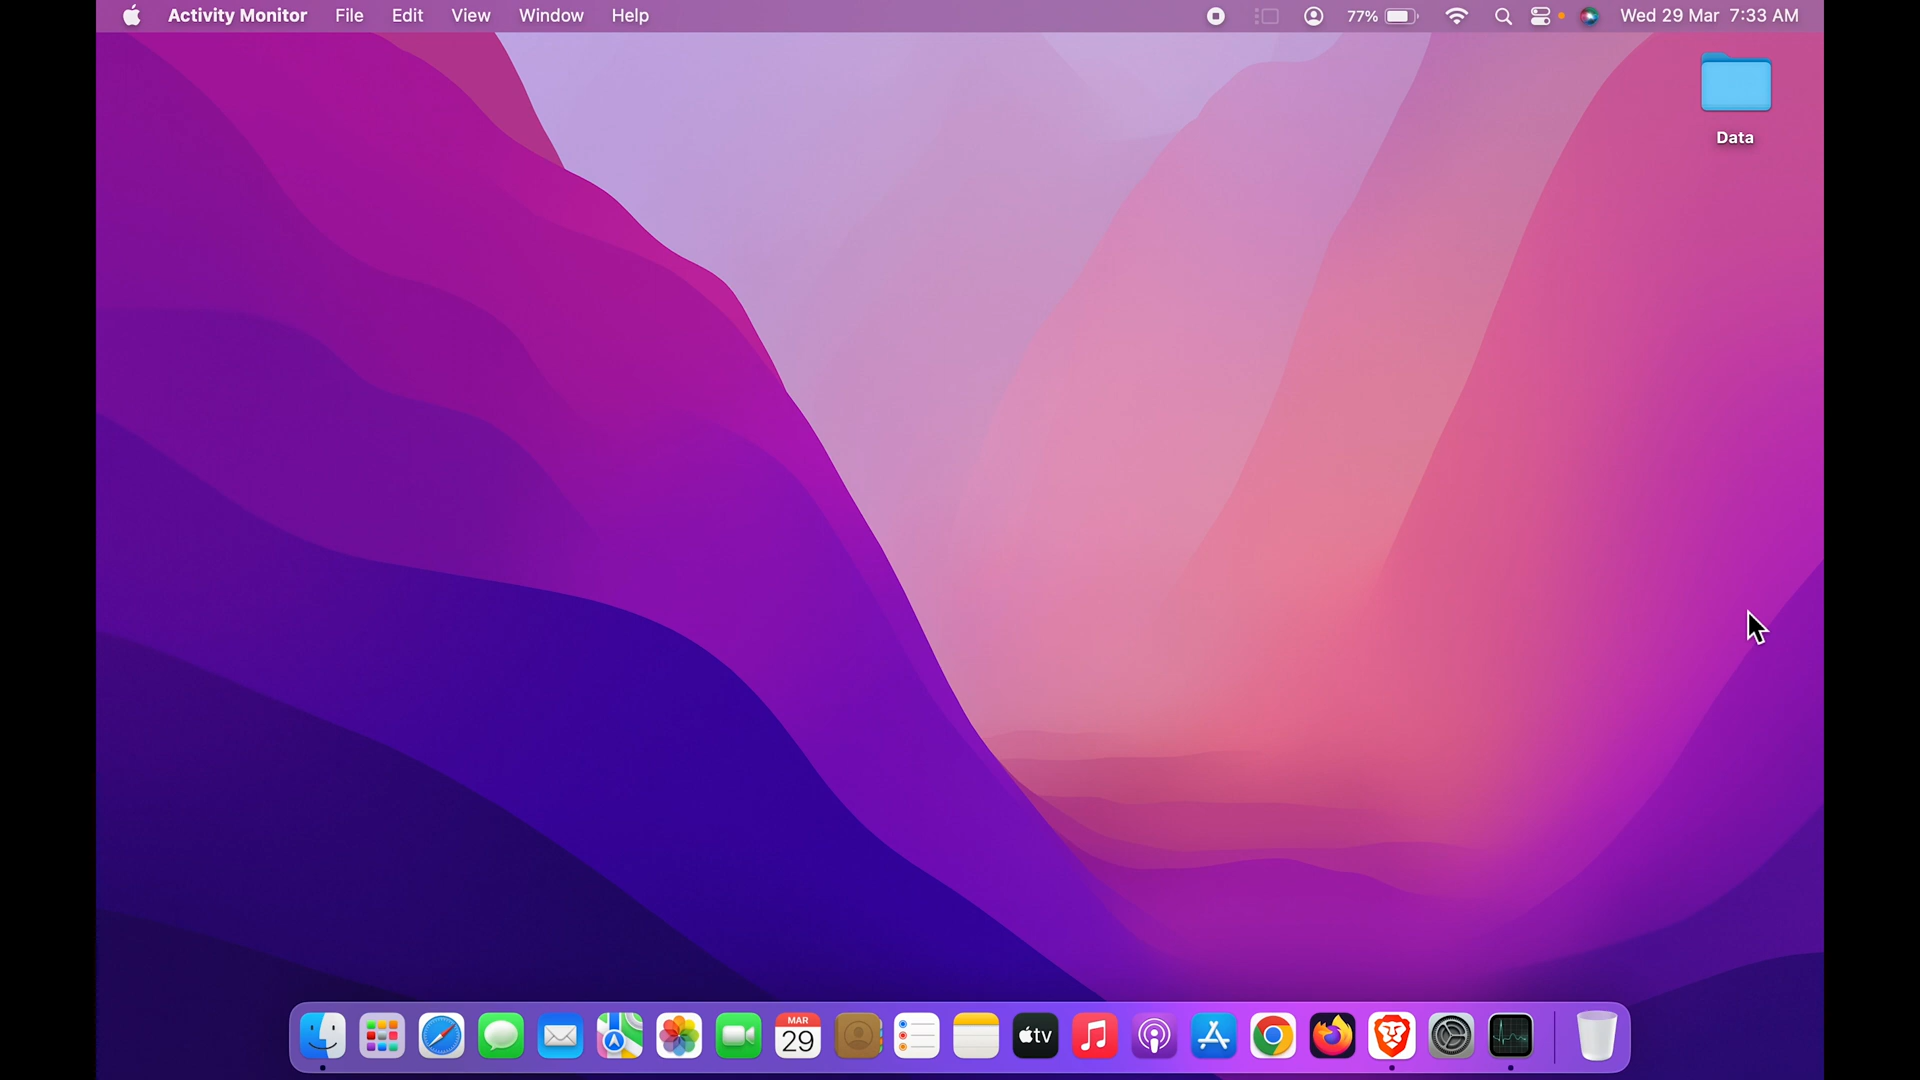 Activity Monitor File Edit View Window Help 77% Wed 29 Mar 7:33 AM
Data
MAR
29
tv